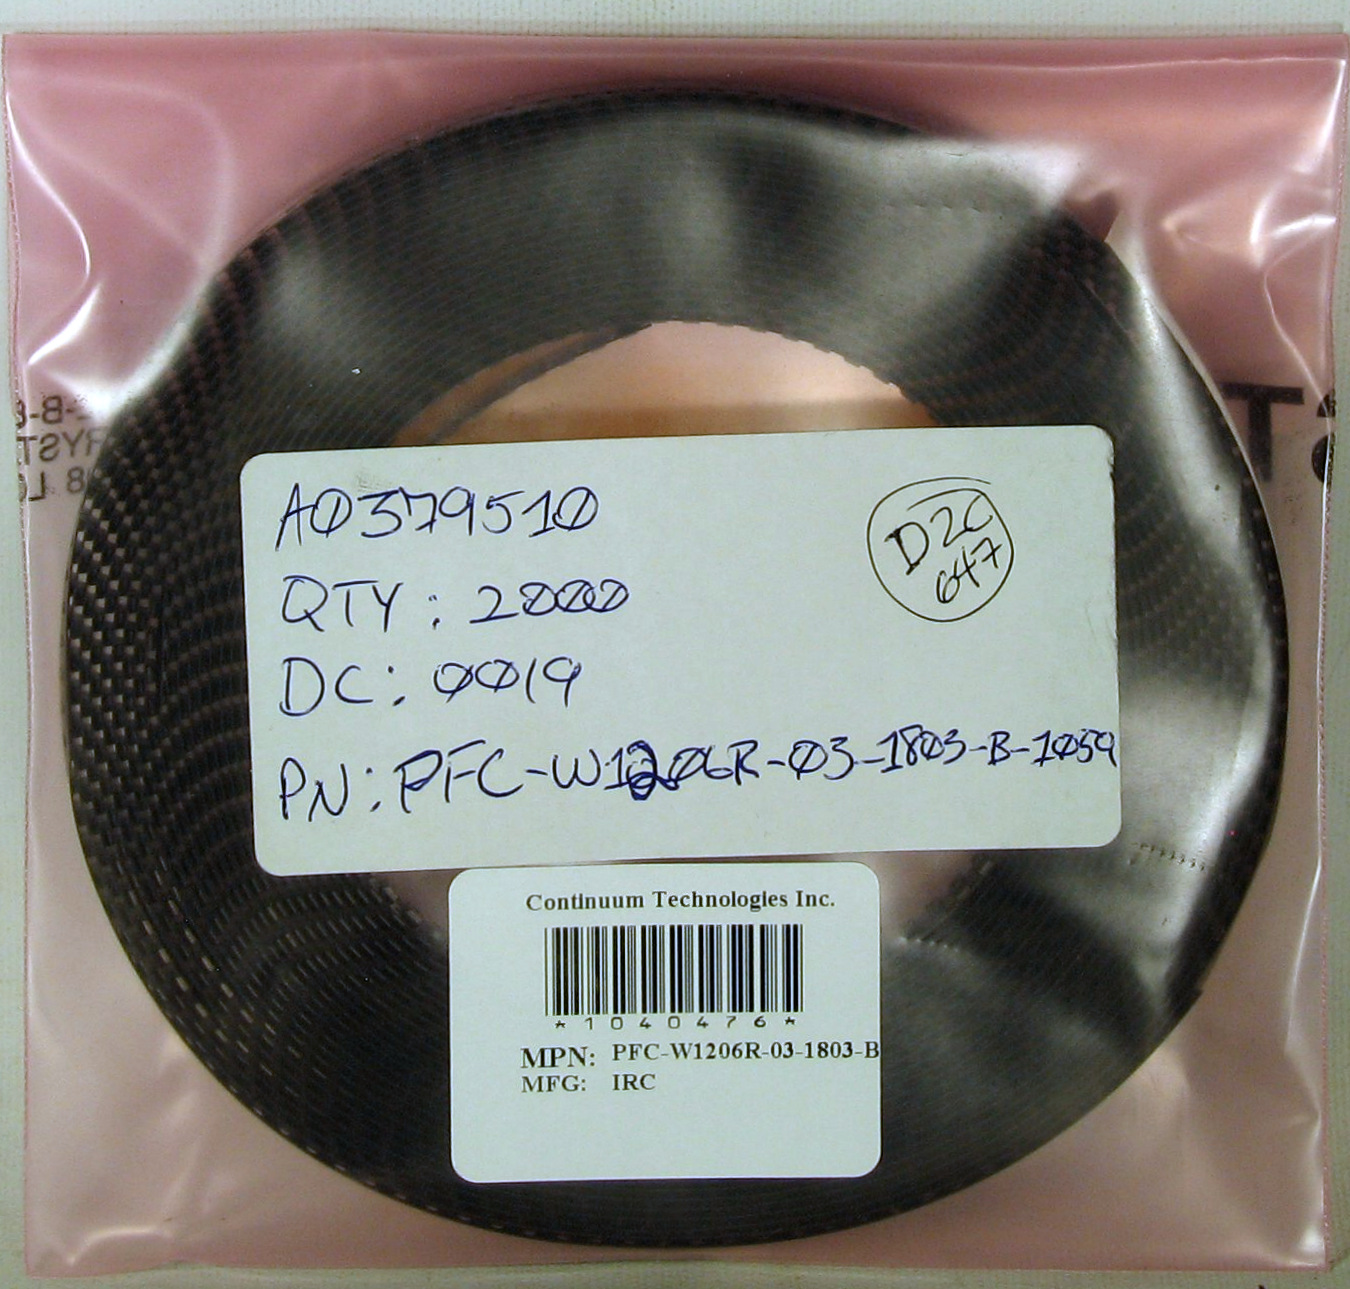 A0379510
QTY: 2000
DC: 0019
PN: PFC-W1206R-03-1803-B-1059
D2C
647
Continuum Technologies Inc.
*1040476*
MPN: PFC-W1206R-03-1803-B
MFG: IRC